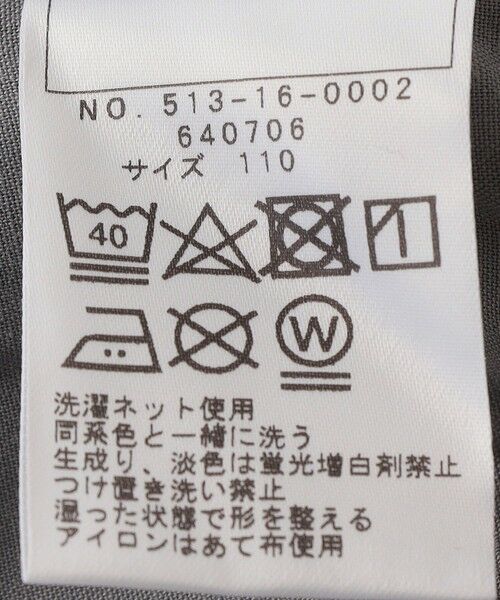 NO. 513-16-0002
640706
サイズ 110
40
W
洗濯ネット使用
同系色と一緒に洗う
生成り、淡色は蛍光増白剤禁止
つけ置き洗い禁止
湿った状態で形を整える
アイロンはあて布使用